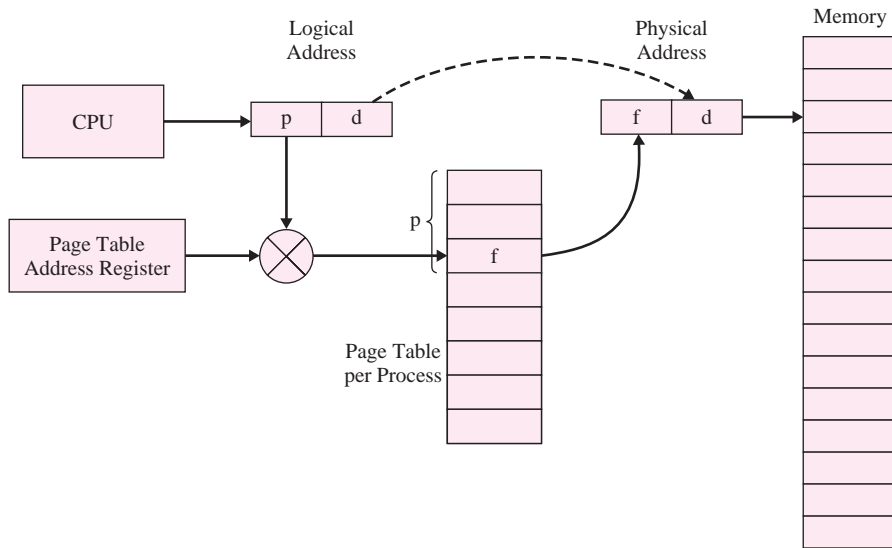 Memory
Logical
Address
Physical
Address
CPU
p
d
f
d
p
Page Table
Address Register
f
Page Table
per Process